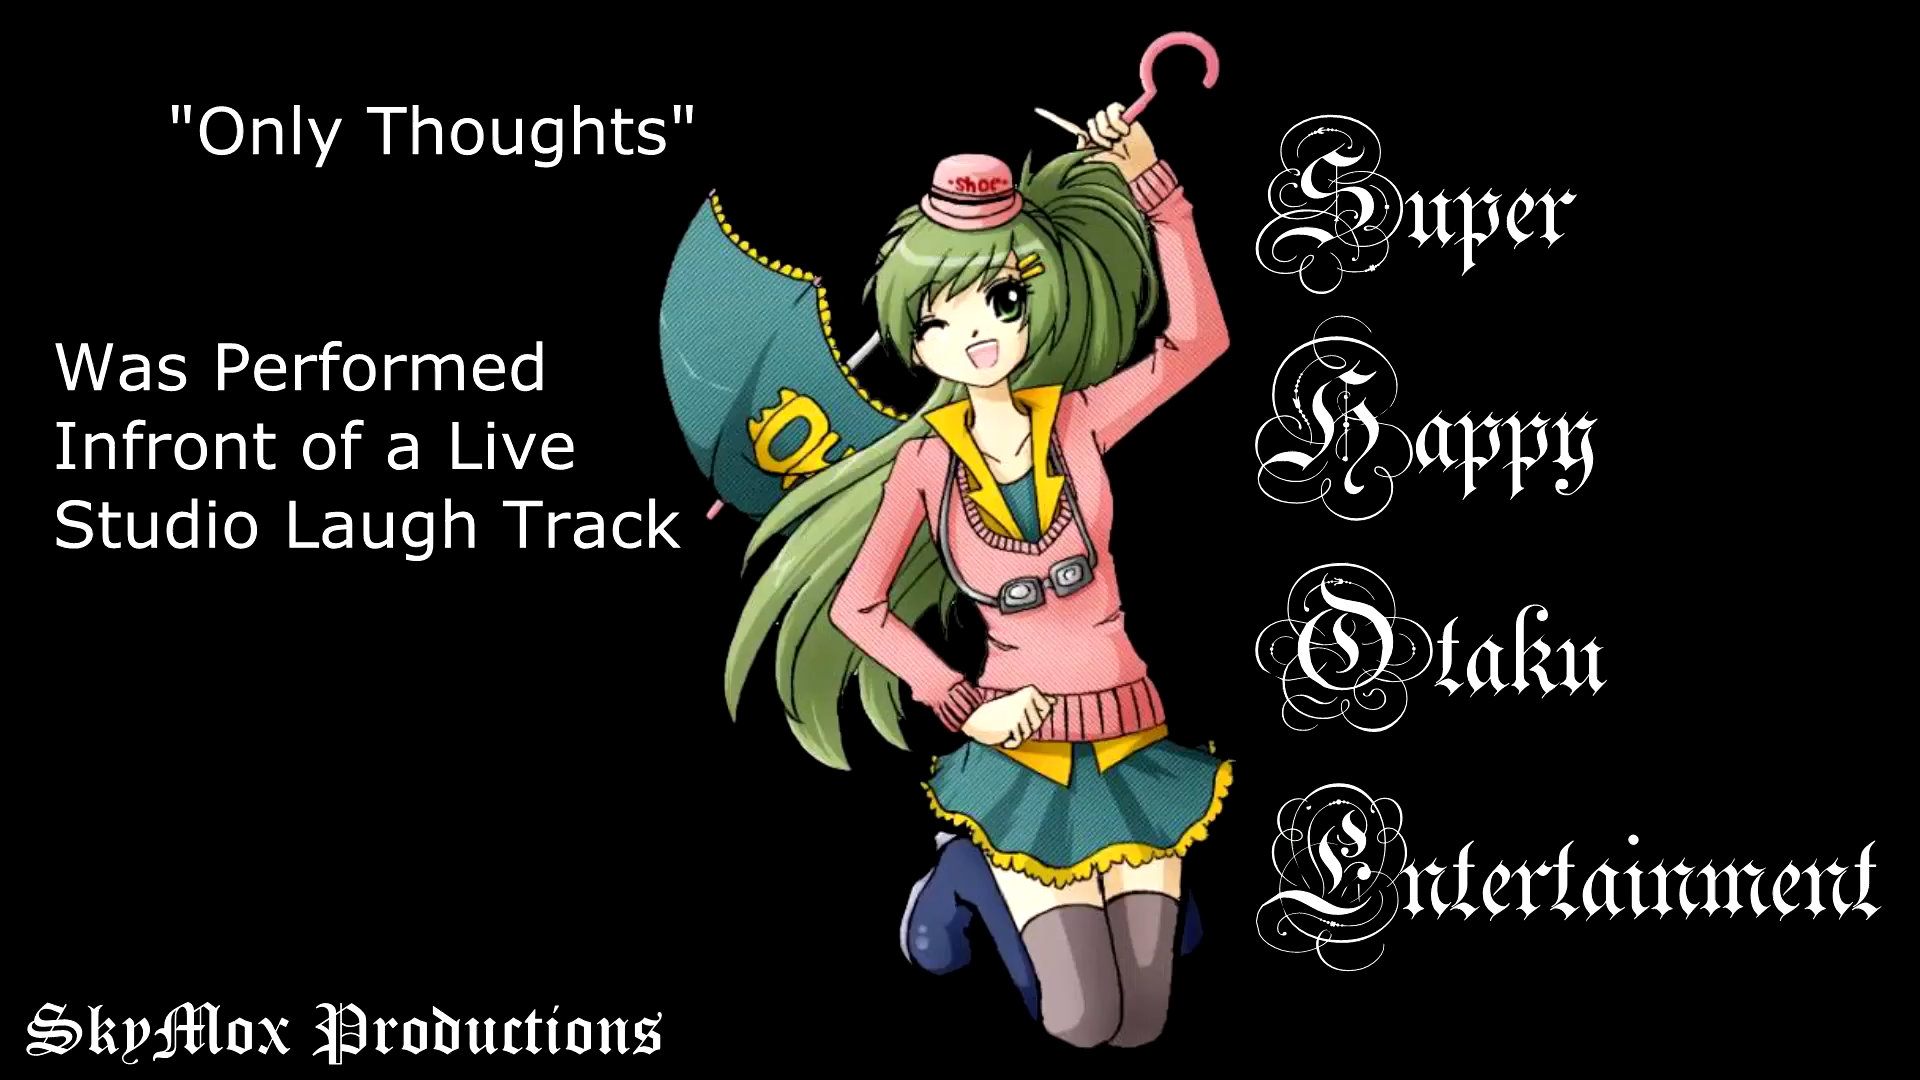 "Only Thoughts"
Was Performed
Infront of a Live
Studio Laugh Track
SkyMox Productions
·shoe·
Super
Happy
Otaku
Entertainment